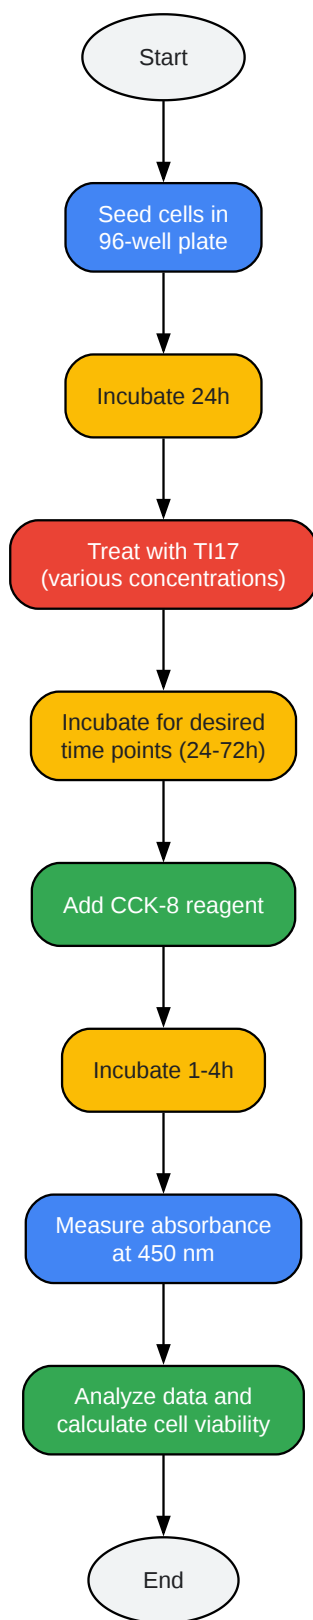 Start
Seed cells in
96-well plate
Incubate 24h
Treat with TI17
(various concentrations)
Incubate for desired
time points (24-72h)
Add CCK-8 reagent
Incubate 1-4h
Measure absorbance
at 450 nm
Analyze data and
calculate cell viability
End